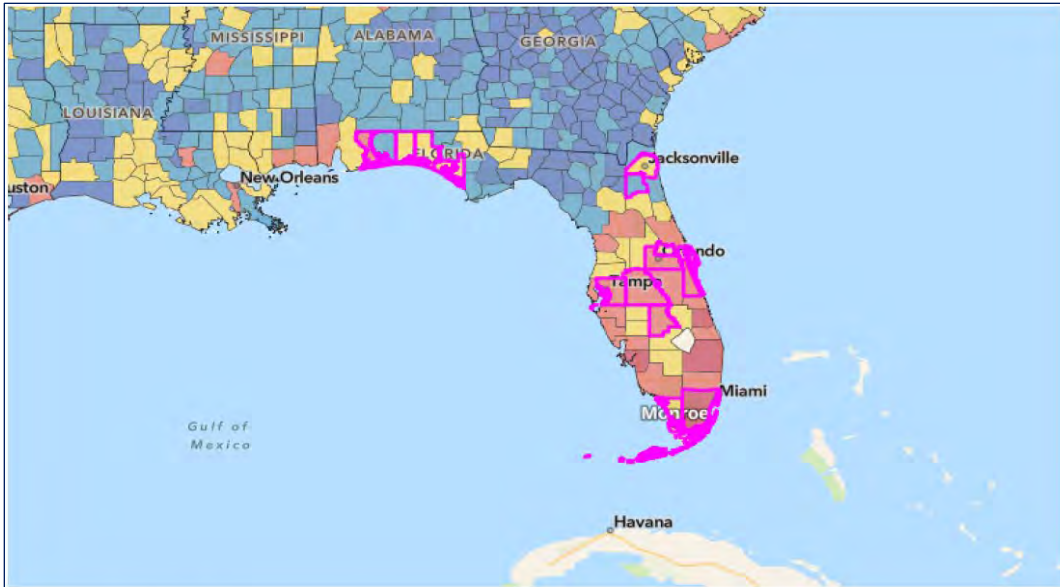 MISSISSIPPI
ALABAMA
GEORGIA
LOUISIANA
FLORIDA
Jacksonville
uston
New Orleans
Orlando
Tampa
Miami
Monroe
Gulf of
Mexico
Havana